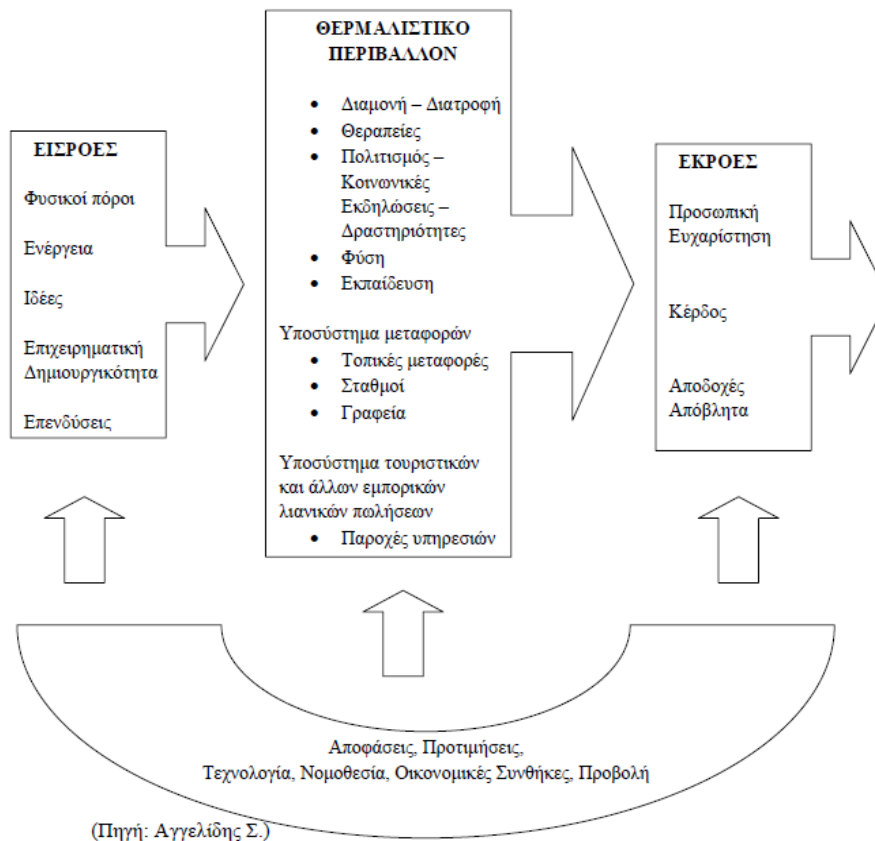 ΕΙΣΡΟΕΣ
Φυσικοί πόροι
Ενέργεια
Ιδέες
Επιχειρηματική
Δημιουργικότητα
Επενδύσεις
ΘΕΡΜΑΛΙΣΤΙΚΟ
ΠΕΡΙΒΑΛΛΟΝ
• Διαμονή – Διατροφή
• Θεραπείες
• Πολιτισμός –
Κοινωνικές
Εκδηλώσεις –
Δραστηριότητες
• Φύση
• Εκπαίδευση
Υποσύστημα μεταφορών
• Τοπικές μεταφορές
• Σταθμοί
• Γραφεία
Υποσύστημα τουριστικών
και άλλων εμπορικών
λιανικών πωλήσεων
• Παροχές υπηρεσιών
ΕΚΡΟΕΣ
Προσωπική
Ευχαρίστηση
Κέρδος
Αποδοχές
Απόβλητα
Αποφάσεις, Προτιμήσεις,
Τεχνολογία, Νομοθεσία, Οικονομικές Συνθήκες, Προβολή
(Πηγή: Αγγελίδης Σ.)